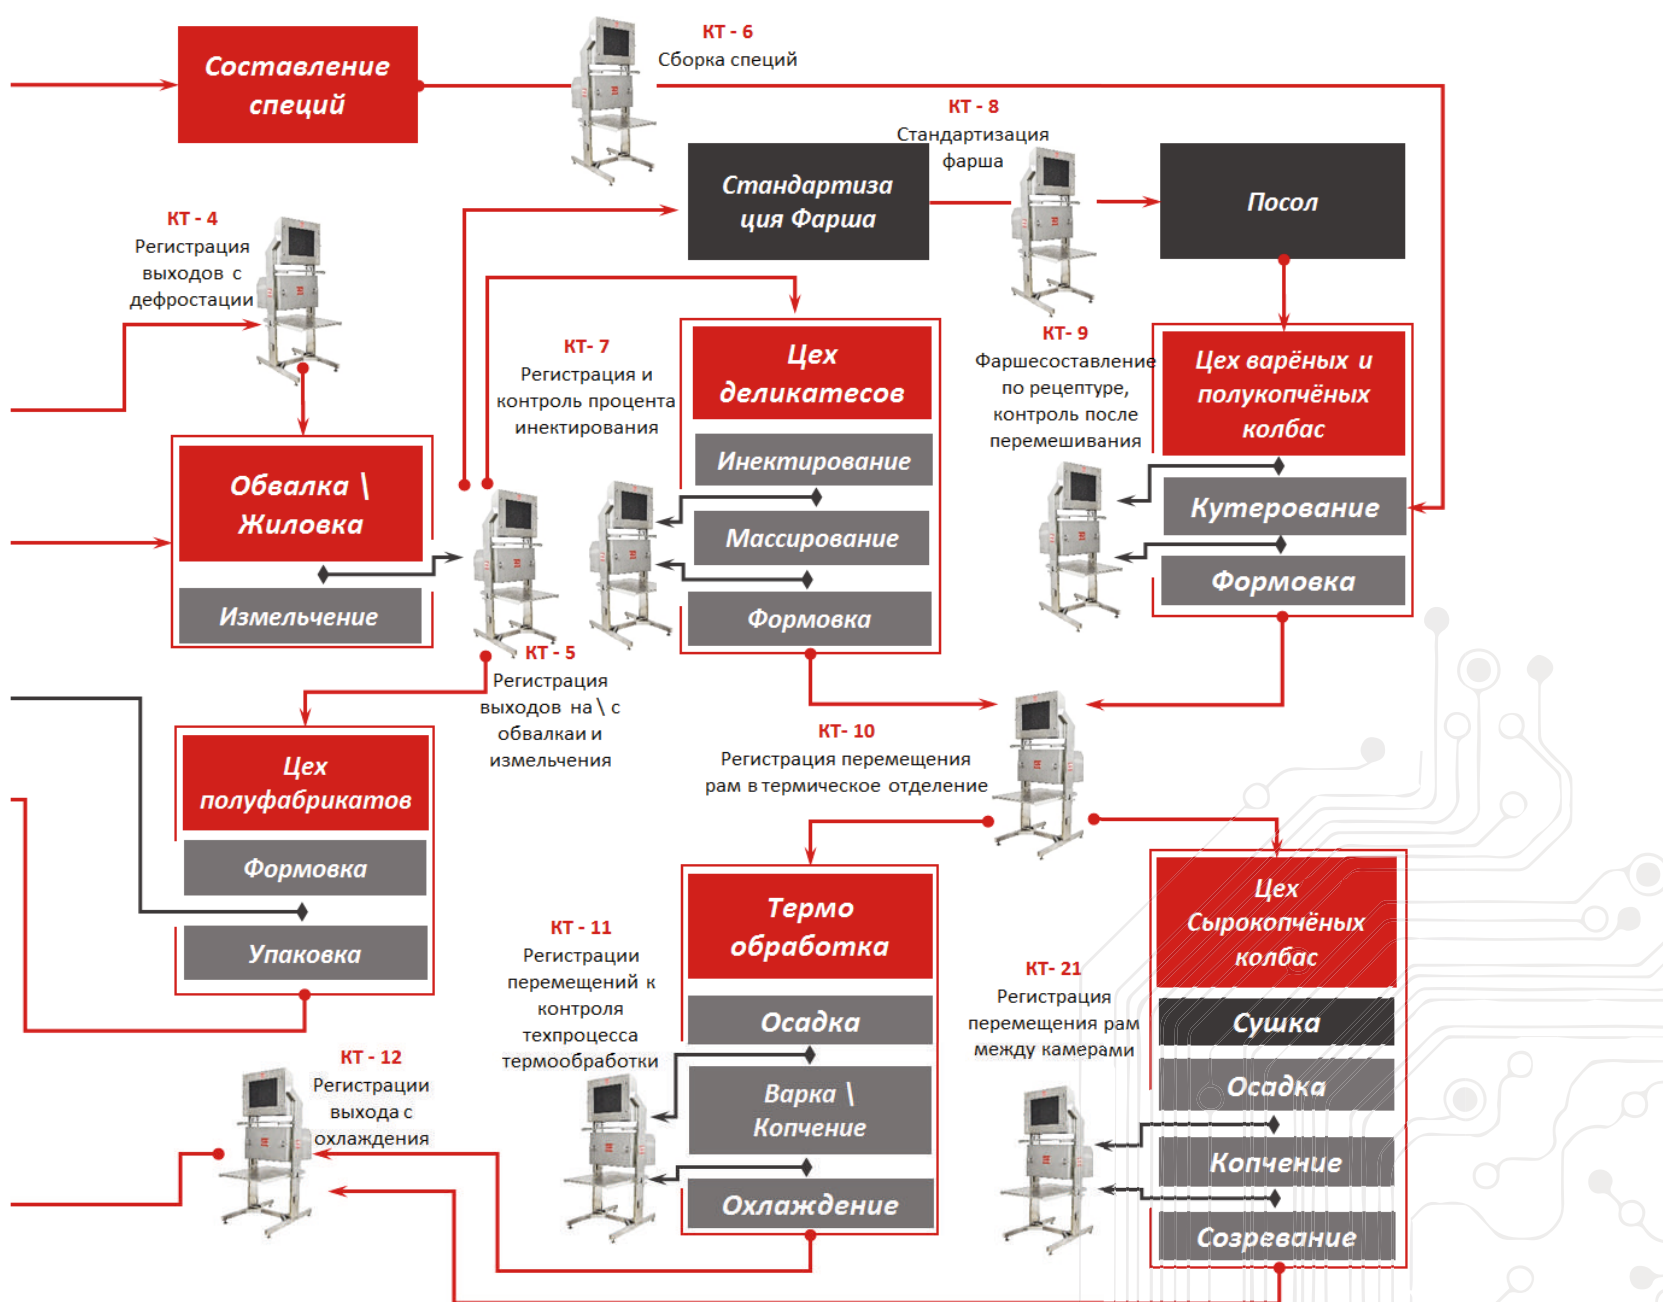 Составление
специй
КТ - 6
Сборка специй
КТ - 8
Стандартизация
фарша
Стандартиза
ция Фарша
Посол
КТ - 4
Регистрация
выходов с
дефростации
КТ- 7
Регистрация и
контроль процента
инектирования
Цех
деликатесов
Инектирование
Массирование
Формовка
КТ- 9
Фаршесоставление
по рецептуре,
контроль после
перемешивания
Цех варёных и
полукопчёных
колбас
Кутерование
Формовка
Обвалка \
Жиловка
Измельчение
КТ - 5
Регистрация
выходов на \ с
обвалкаи и
измельчения
КТ- 10
Регистрация перемещения
рам в термическое отделение
Цех
полуфабрикатов
Формовка
Упаковка
КТ - 11
Регистрации
перемещений к
контроля
техпроцесса
термообработки
Термо
обработка
Осадка
Варка \
Копчение
Охлаждение
КТ- 21
Регистрация
перемещения рам
между камерами
Цех
Сырокопчёных
колбас
Сушка
Осадка
Копчение
Созревание
КТ - 12
Регистрации
выхода с
охлаждения